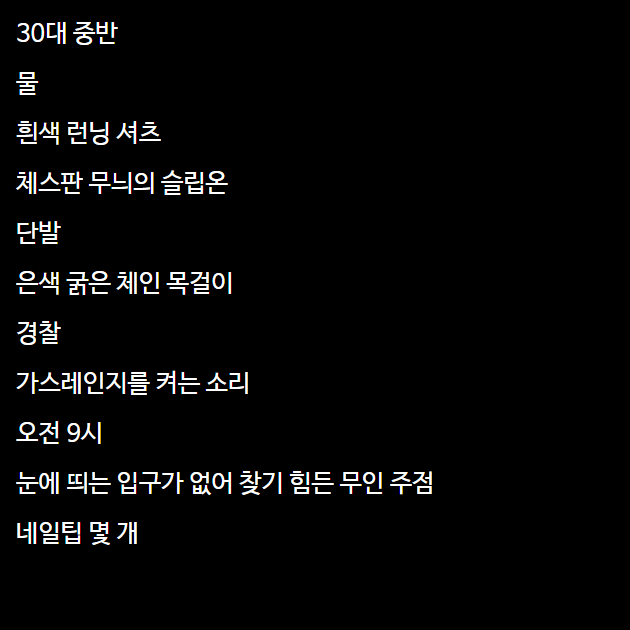 30대 중반
물
흰색 런닝 셔츠
체스판 무늬의 슬립온
단발
은색 굵은 체인 목걸이
경찰
가스레인지를 켜는 소리
오전 9시
눈에 띄는 입구가 없어 찾기 힘든 무인 주점
네일팁 몇 개